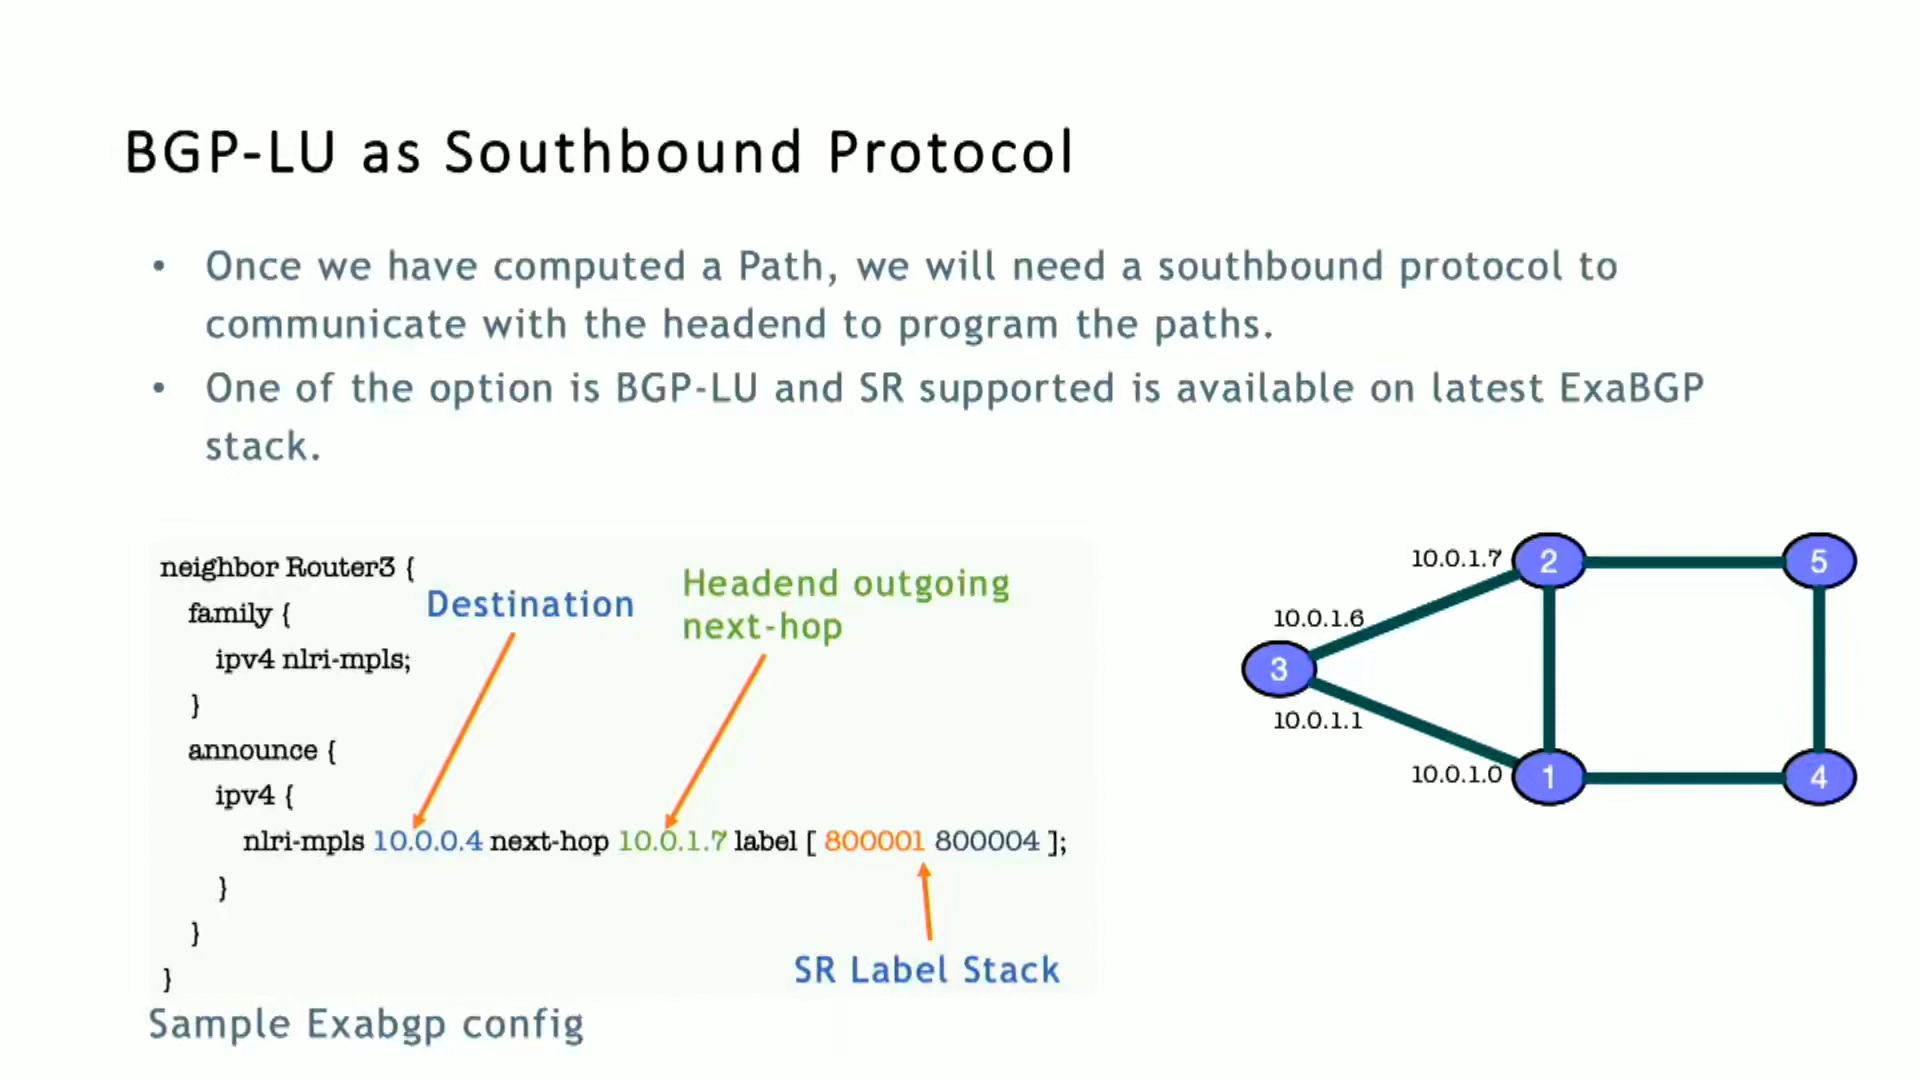 BGP-LU as Southbound Protocol
• Once we have computed a Path, we will need a southbound protocol to
communicate with the headend to program the paths.
• One of the option is BGP-LU and SR supported is available on latest ExaBGP
stack.
neighbor Router3 {
family {
ipv4 nlri-mpls;
}
announce {
ipv4 {
nlri-mpls 10.0.0.4 next-hop 10.0.1.7 label [ 800001 800004 ];
}
}
}
Destination
Headend outgoing
next-hop
SR Label Stack
Sample Exabgp config
10.0.1.7
2
5
10.0.1.6
3
10.0.1.1
10.0.1.0
1
4